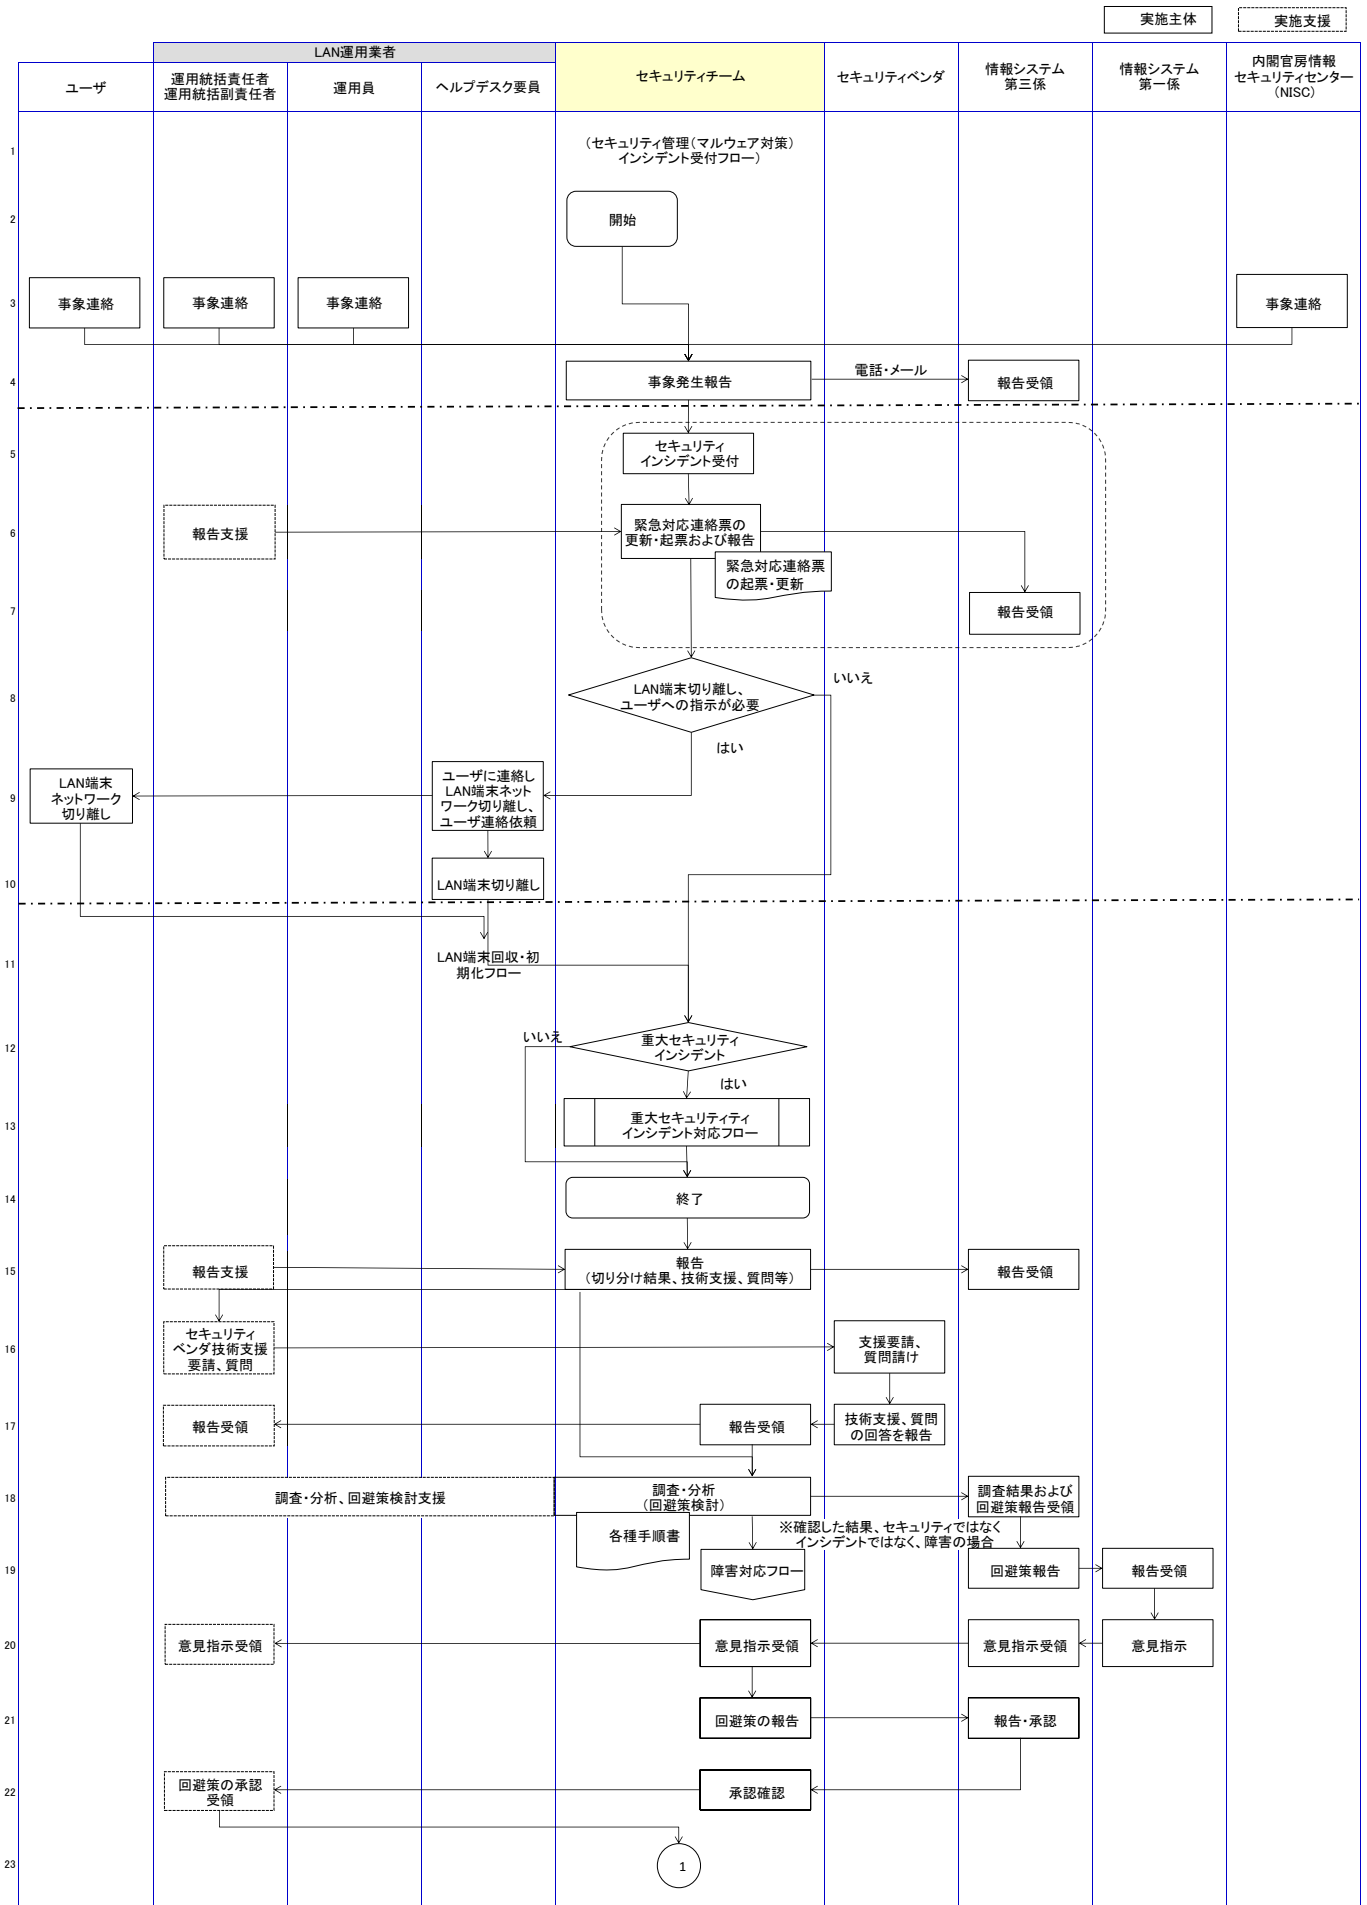 実施主体
実施支援
LAN運用業者
ユーザ
運用統括責任者
運用統括副責任者
運用員
ヘルプデスク要員
セキュリティチーム
セキュリティベンダ
情報システム
第三係
情報システム
第一係
内閣官房情報
セキュリティセンター
(NISC)
1
(セキュリティ管理(マルウェア対策)
インシデント受付フロー)
2
開始
3
事象連絡
事象連絡
事象連絡
事象連絡
4
事象発生報告
電話・メール
報告受領
5
セキュリティ
インシデント受付
6
報告支援
緊急対応連絡票の
更新・起票および報告
緊急対応連絡票
の起票・更新
7
報告受領
8
LAN端末切り離し、
ユーザへの指示が必要
いいえ
はい
9
LAN端末
ネットワーク
切り離し
ユーザに連絡し
LAN端末ネット
ワーク切り離し、
ユーザ連絡依頼
10
LAN端末切り離し
11
LAN端末回収・初
期化フロー
12
いいえ
重大セキュリティ
インシデント
はい
13
重大セキュリティティ
インシデント対応フロー
14
終了
15
報告支援
報告
(切り分け結果、技術支援、質問等)
報告受領
16
セキュリティ
ベンダ技術支援
要請、質問
支援要請、
質問請け
17
報告受領
報告受領
技術支援、質問
の回答を報告
18
調査・分析、回避策検討支援
調査・分析
(回避策検討)
調査結果および
回避策報告受領
各種手順書
※確認した結果、セキュリティではなく
インシデントではなく、障害の場合
19
障害対応フロー
回避策報告
報告受領
20
意見指示受領
意見指示受領
意見指示受領
意見指示
21
回避策の報告
報告・承認
22
回避策の承認
受領
承認確認
23
1